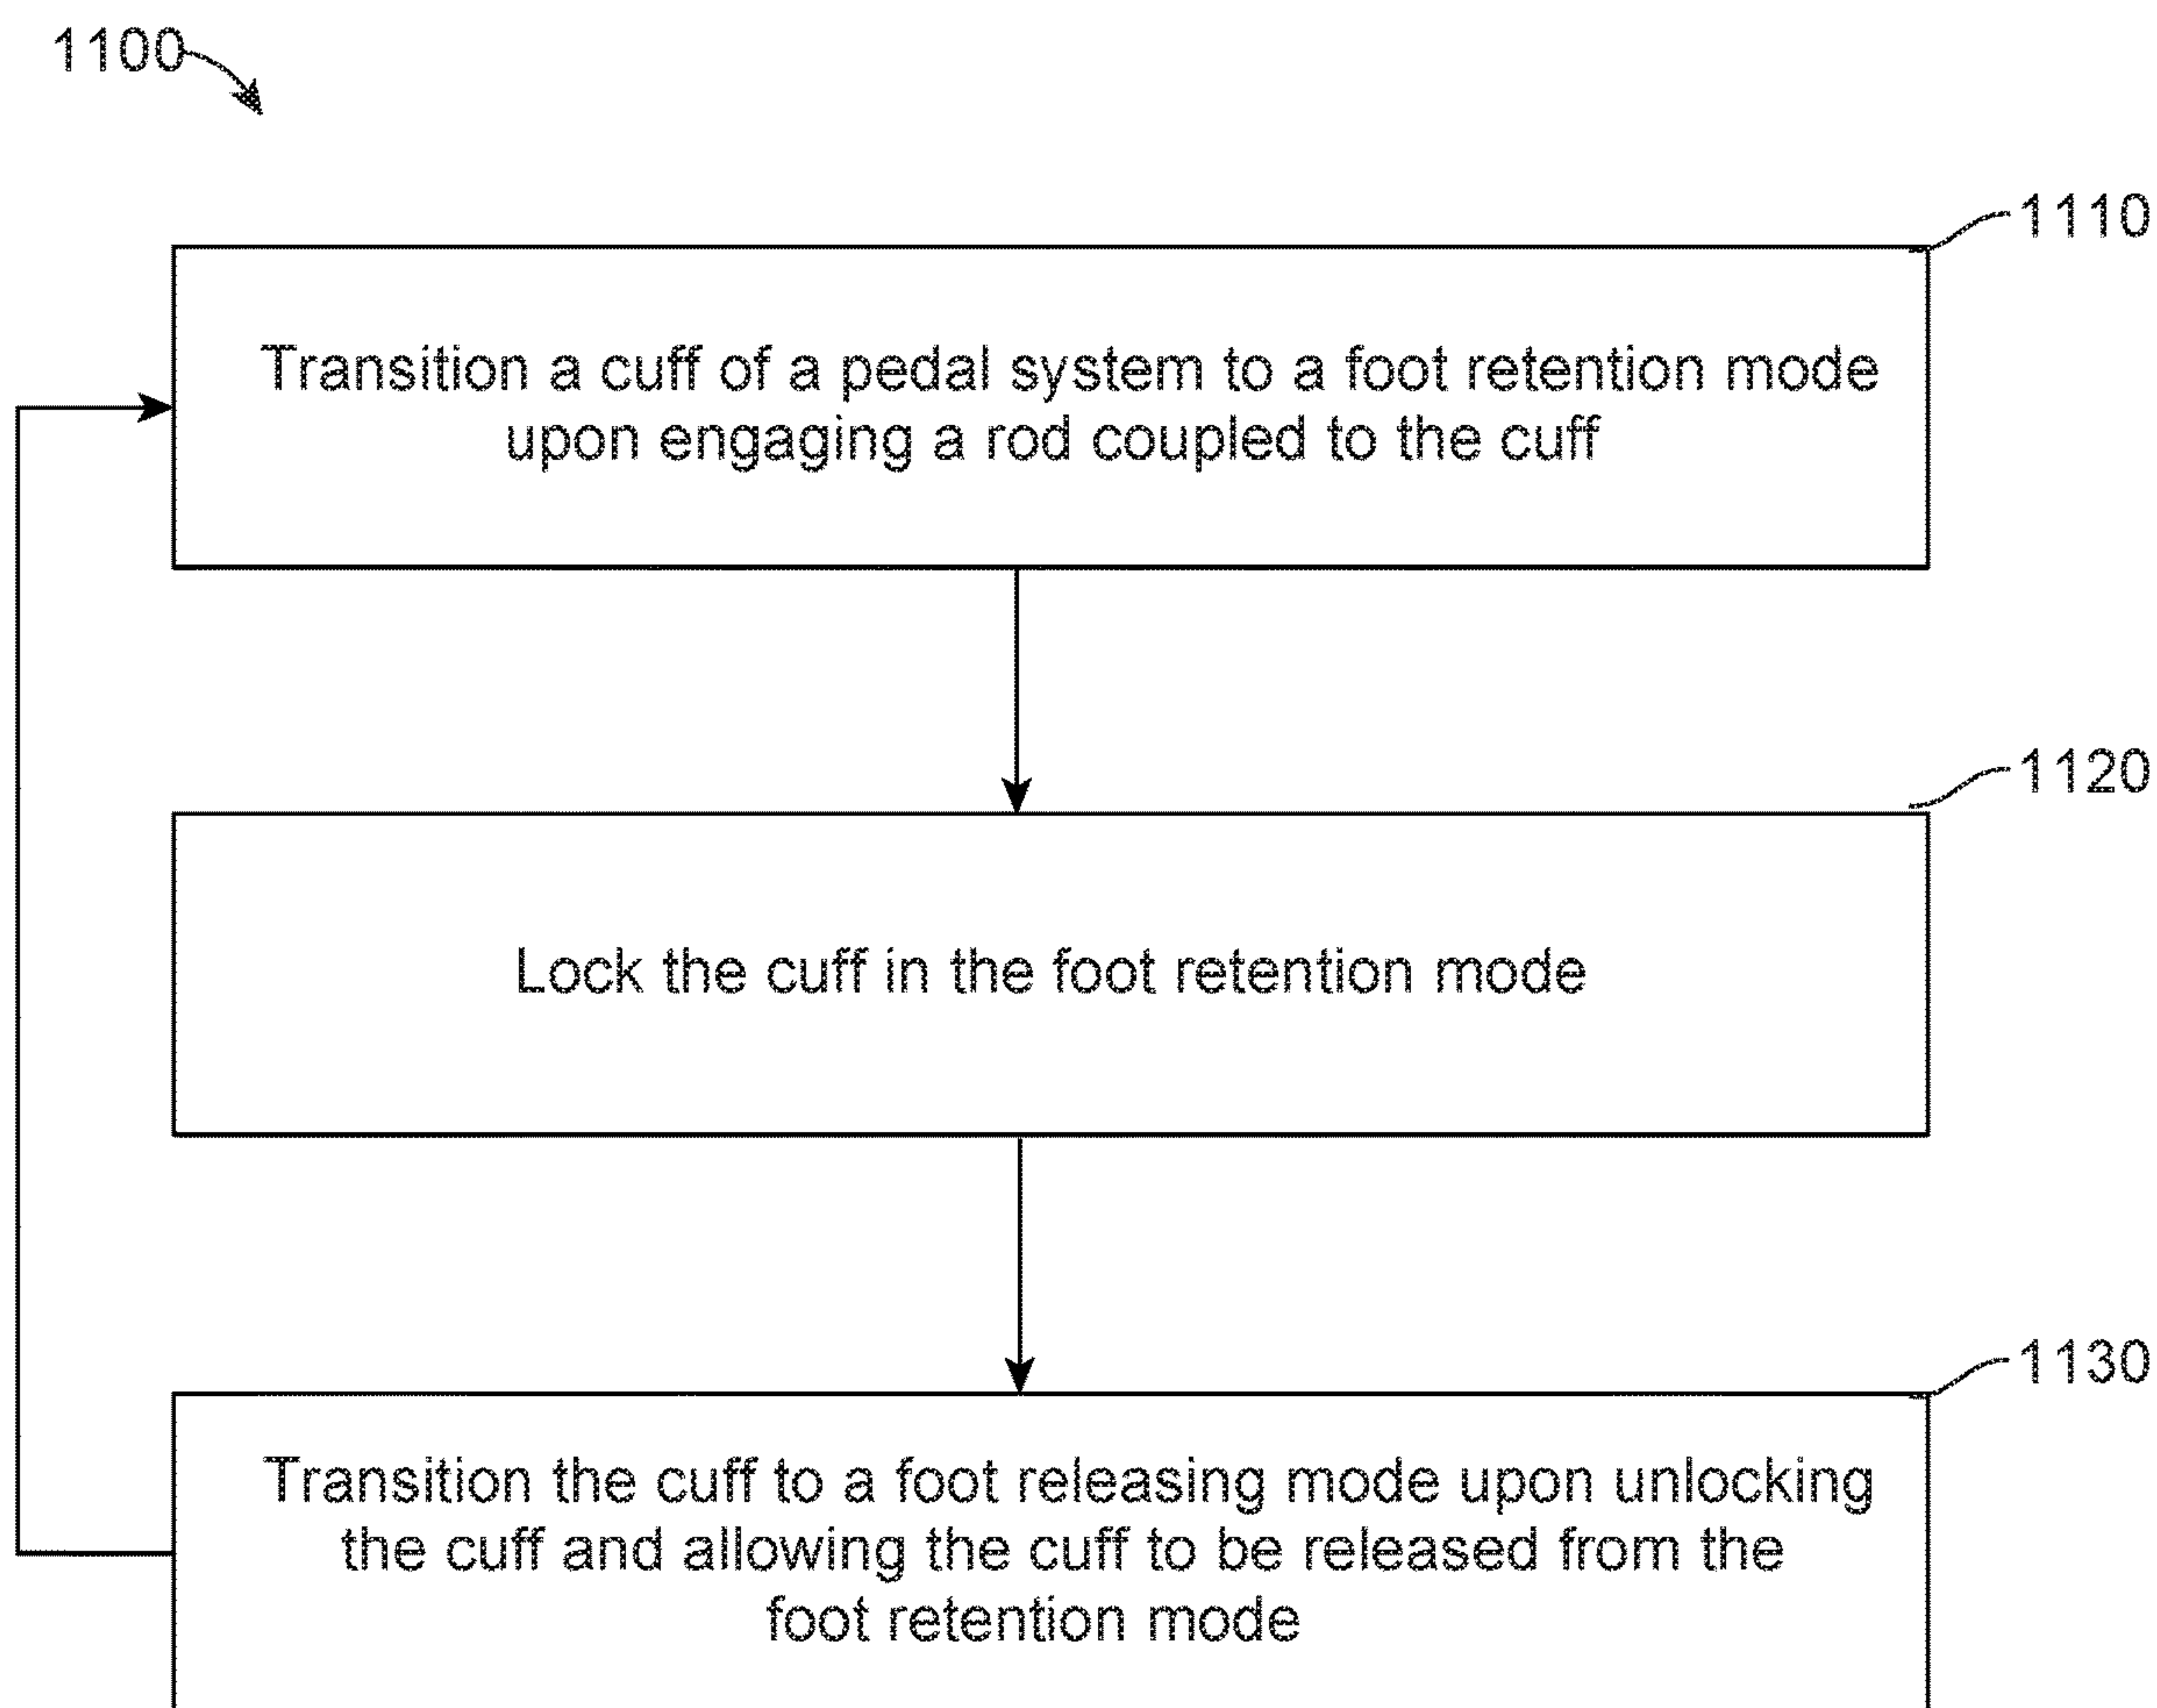 1100
1110
Transition a cuff of a pedal system to a foot retention mode
upon engaging a rod coupled to the cuff
1120
Lock the cuff in the foot retention mode
1130
Transition the cuff to a foot releasing mode upon unlocking
the cuff and allowing the cuff to be released from the
foot retention mode